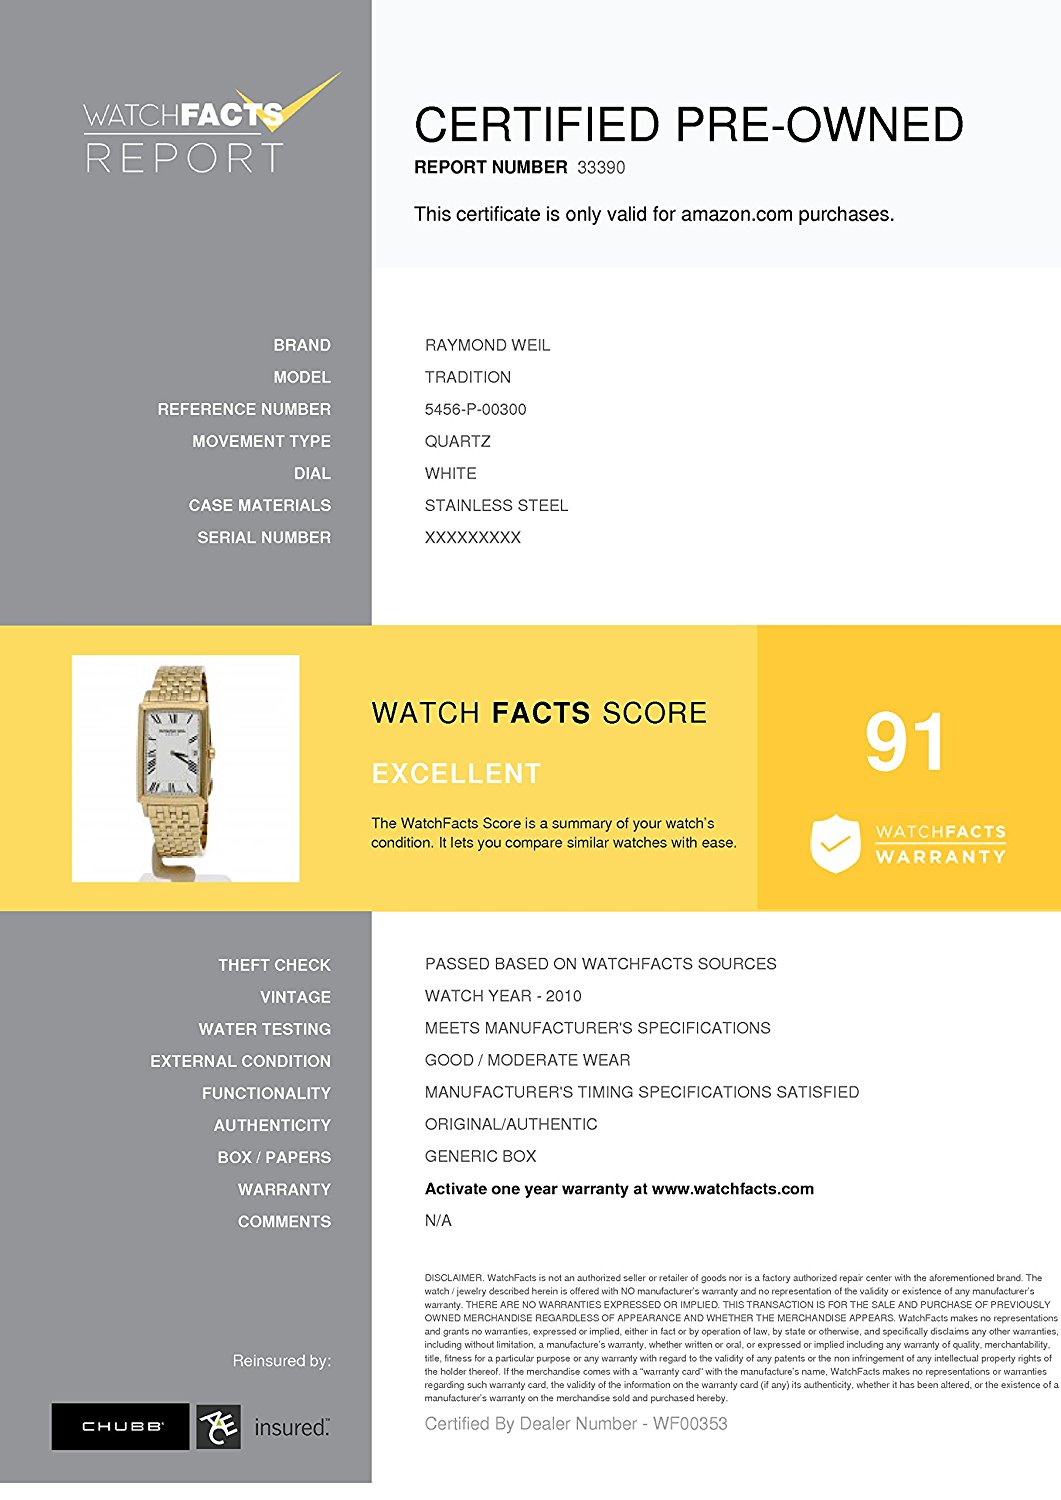 WATCHFACTS
REPORT
CERTIFIED PRE-OWNED
REPORT NUMBER 33390
This certificate is only valid for amazon.com purchases.
BRAND RAYMOND WEIL
MODEL TRADITION
REFERENCE NUMBER 5456-P-00300
MOVEMENT TYPE QUARTZ
DIAL WHITE
CASE MATERIALS STAINLESS STEEL
SERIAL NUMBER XXXXXXXXX
WATCH FACTS SCORE
EXCELLENT
The WatchFacts Score is a summary of your watch's
condition. It lets you compare similar watches with ease.
91
WATCHFACTS
WARRANTY
THEFT CHECK PASSED BASED ON WATCHFACTS SOURCES
VINTAGE WATCH YEAR - 2010
WATER TESTING MEETS MANUFACTURER'S SPECIFICATIONS
EXTERNAL CONDITION GOOD / MODERATE WEAR
FUNCTIONALITY MANUFACTURER'S TIMING SPECIFICATIONS SATISFIED
AUTHENTICITY ORIGINAL/AUTHENTIC
BOX / PAPERS GENERIC BOX
WARRANTY Activate one year warranty at www.watchfacts.com
COMMENTS N/A
DISCLAIMER. WatchFacts is not an authorized seller or retailer of goods nor is a factory authorized repair center with the aforementioned brand. The
watch / jewelry described herein is offered with NO manufacturer's warranty and no representation of the validity or existence of any manufacturer's
warranty. THERE ARE NO WARRANTIES EXPRESSED OR IMPLIED. THIS TRANSACTION IS FOR THE SALE AND PURCHASE OF PREVIOUSLY
OWNED MERCHANDISE REGARDLESS OF APPEARANCE AND WHETHER THE MERCHANDISE APPEARS. WatchFacts makes no representations
and grants no warranties, expressed or implied, either in fact or by operation of law, by state or otherwise, and specifically disclaims any other warranties,
including without limitation, a manufacture's warranty, whether written or oral, or expressed or implied including any warranty of quality, merchantability,
title, fitness for a particular purpose or any warranty with regard to the validity of any patents or the non infringement of any intellectual property rights of
the holder thereof. If the merchandise comes with a "warranty card" with the manufacture's name, WatchFacts makes no representations or warranties
regarding such warranty card, the validity of the information on the warranty card (if any) its authenticity, whether it has been altered, or the existence of a
manufacturer's warranty on the merchandise sold and purchased hereby.
Reinsured by:
CHUBB ACE insured.
Certified By Dealer Number - WF00353